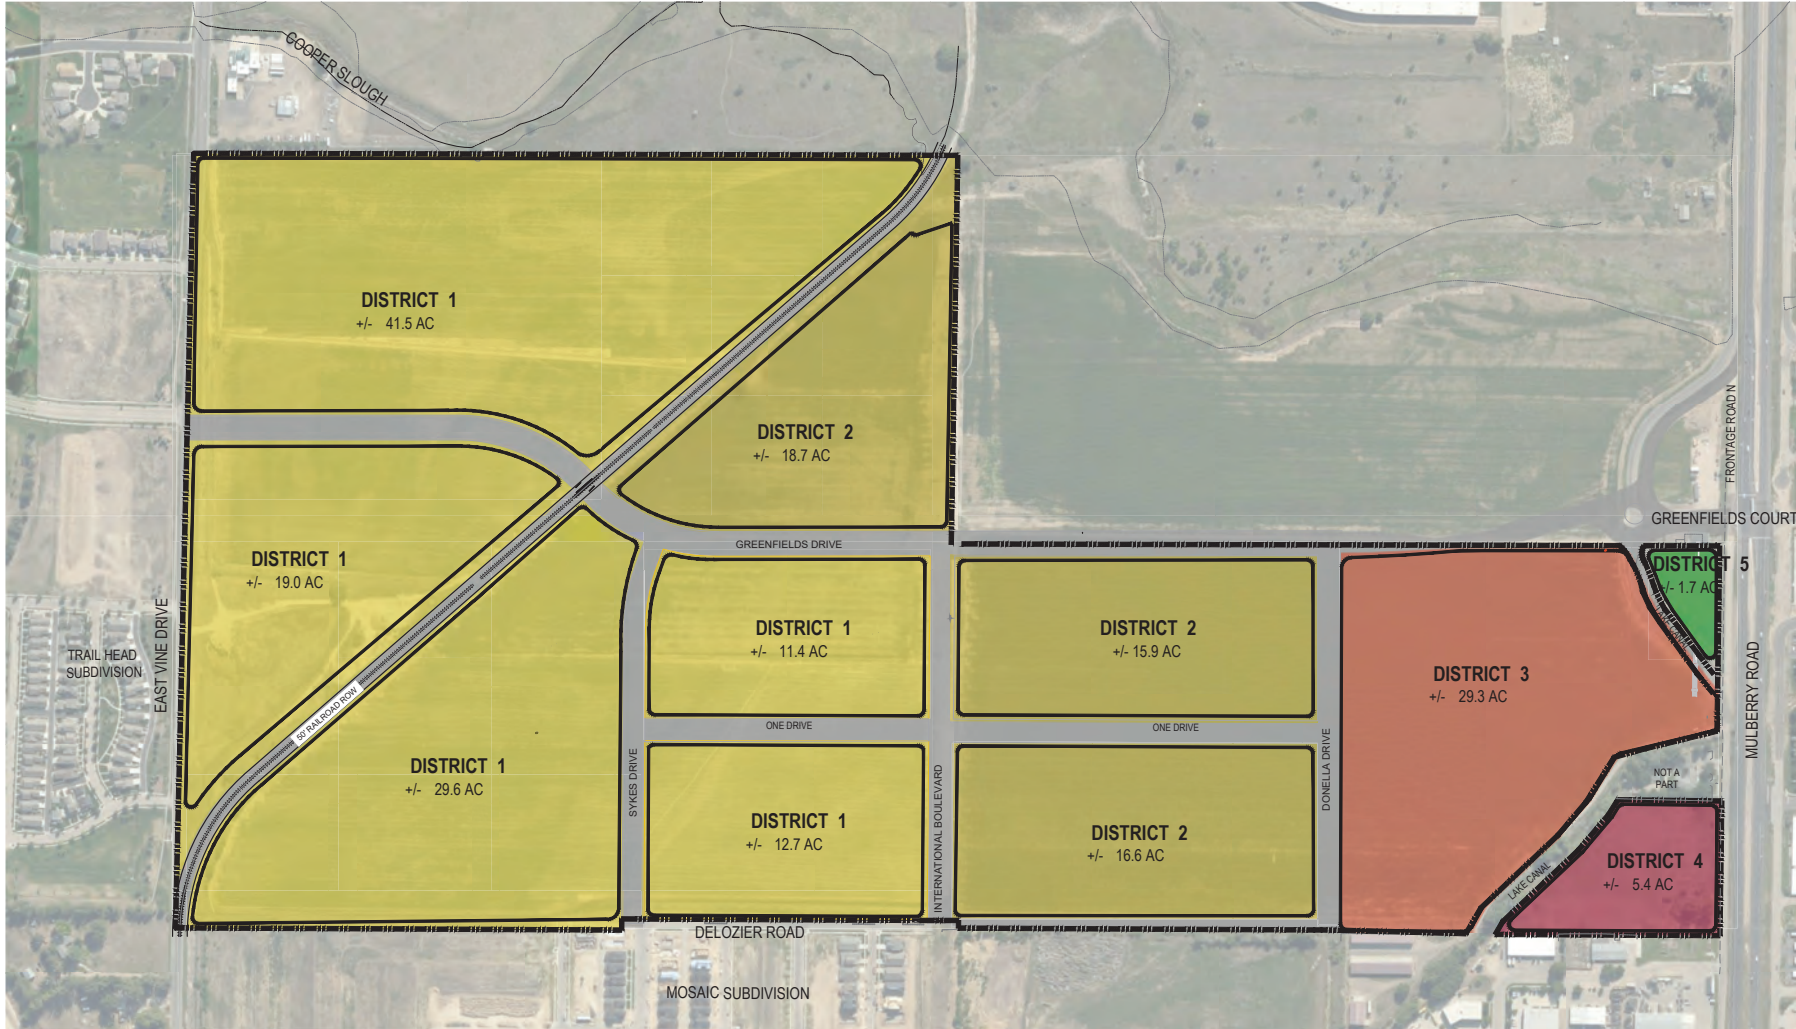 COOPER SLOUGH
DISTRICT 1
+/- 41.5 AC
DISTRICT 2
+/- 18.7 AC
FRONTAGE ROAD N
GREENFIELDS COURT
GREENFIELDS DRIVE
DISTRICT 1
+/- 19.0 AC
DISTRICT 5
+/- 1.7 AC
EAST VINE DRIVE
TRAIL HEAD
SUBDIVISION
DISTRICT 1
+/- 11.4 AC
DISTRICT 2
+/- 15.9 AC
LAKE CANAL
DISTRICT 3
+/- 29.3 AC
MULBERRY ROAD
50' RAILROAD ROW
ONE DRIVE
ONE DRIVE
DISTRICT 1
+/- 29.6 AC
SYKES DRIVE
INTERNATIONAL BOULEVARD
DONELLA DRIVE
NOT A
PART
DISTRICT 1
+/- 12.7 AC
DISTRICT 2
+/- 16.6 AC
LAKE CANAL
DISTRICT 4
+/- 5.4 AC
DELOZIER ROAD
MOSAIC SUBDIVISION